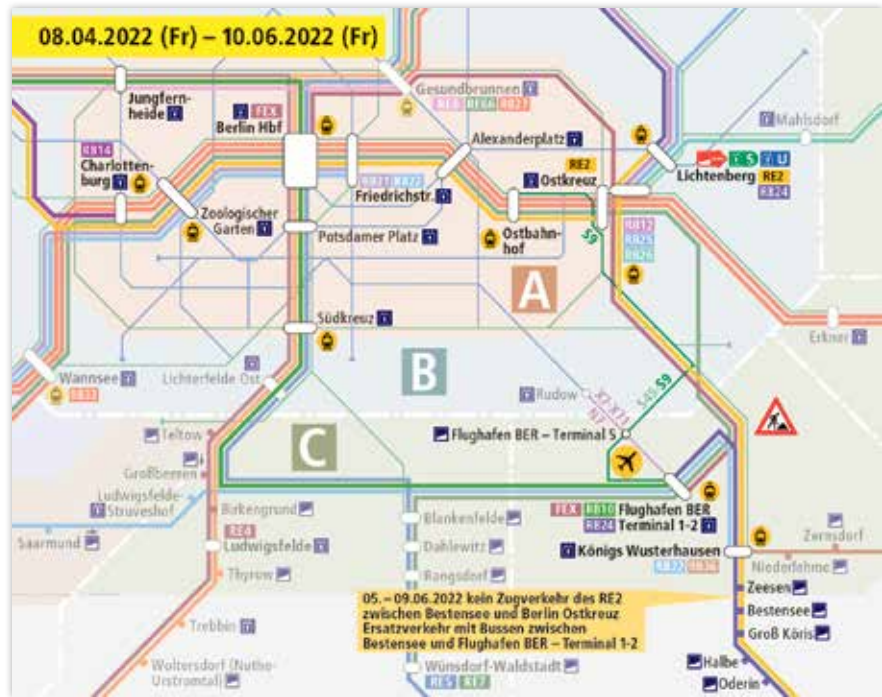 08.04.2022 (Fr) – 10.06.2022 (Fr)
Jungfern-
heide
FEX
Berlin Hbf
Gesundbrunnen
RE6 RE66 RB27
Alexanderplatz
Mahlsdorf
S U
Lichtenberg RE2
RB24
RB14
Charlotten-
burg
Zoologischer
Garten
RB21 RB22
Friedrichstr.
Potsdamer Platz
RE2
Ostkreuz
Ostbahn-
hof
S9
RB12
RB25
RB26
A
Südkreuz
B
Erkner
Wannsee
RB33
Lichterfelde Ost
Rudow
X7 X71
N7
S45 S9
C
Flughafen BER – Terminal 5
Teltow
Großbeeren
Ludwigsfelde-
Struveshof
Saarmund
Birkengrund
RE4
Ludwigsfelde
Thyrow
Trebbin
Woltersdorf (Nuthe-
Urstromtal)
Blankenfelde
Dahlewitz
Rangsdorf
Wünsdorf-Waldstadt
RE5 RE7
FEX RB10 Flughafen BER
RB24 Terminal 1-2
Königs Wusterhausen
RB22 RB36
Zernsdorf
Niederlehme
Zeesen
Bestensee
Groß Köris
Halbe
Oderin
05. – 09.06.2022 kein Zugverkehr des RE2
zwischen Bestensee und Berlin Ostkreuz
Ersatzverkehr mit Bussen zwischen
Bestensee und Flughafen BER – Terminal 1-2